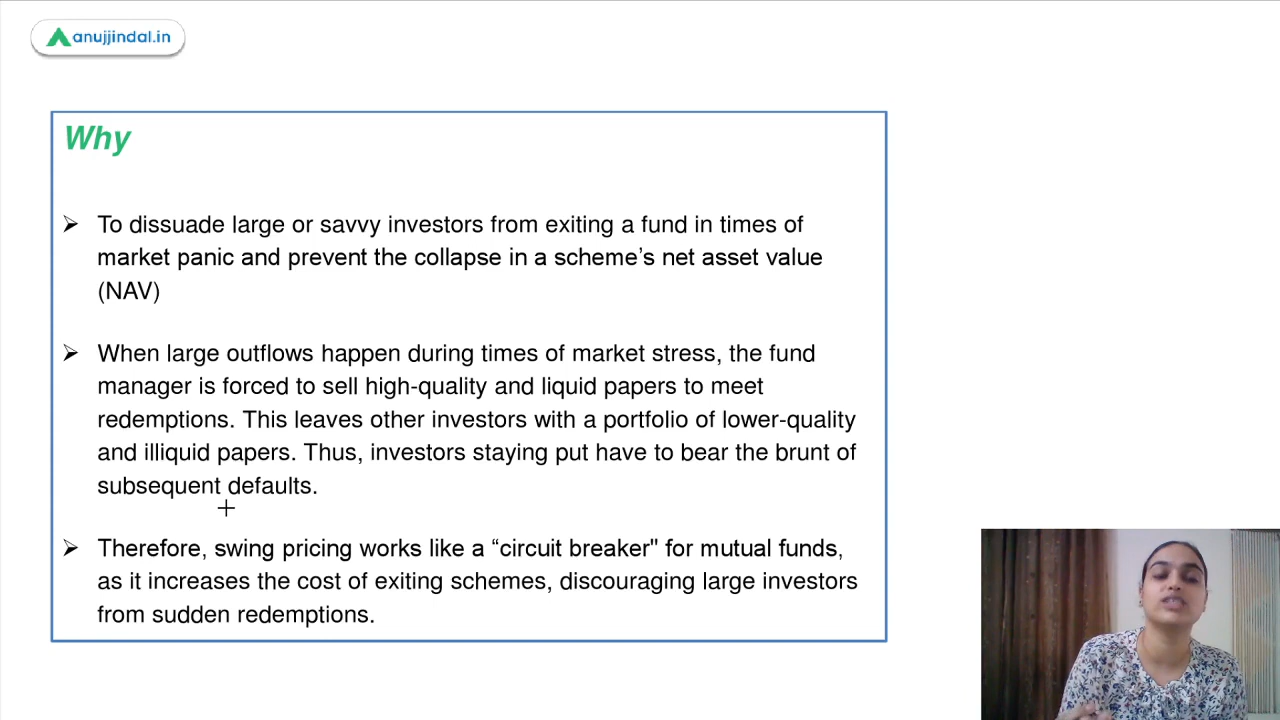 anujjindal.in
Why
To dissuade large or savvy investors from exiting a fund in times of
market panic and prevent the collapse in a scheme’s net asset value
(NAV)
When large outflows happen during times of market stress, the fund
manager is forced to sell high-quality and liquid papers to meet
redemptions. This leaves other investors with a portfolio of lower-quality
and illiquid papers. Thus, investors staying put have to bear the brunt of
subsequent defaults.
Therefore, swing pricing works like a “circuit breaker" for mutual funds,
as it increases the cost of exiting schemes, discouraging large investors
from sudden redemptions.